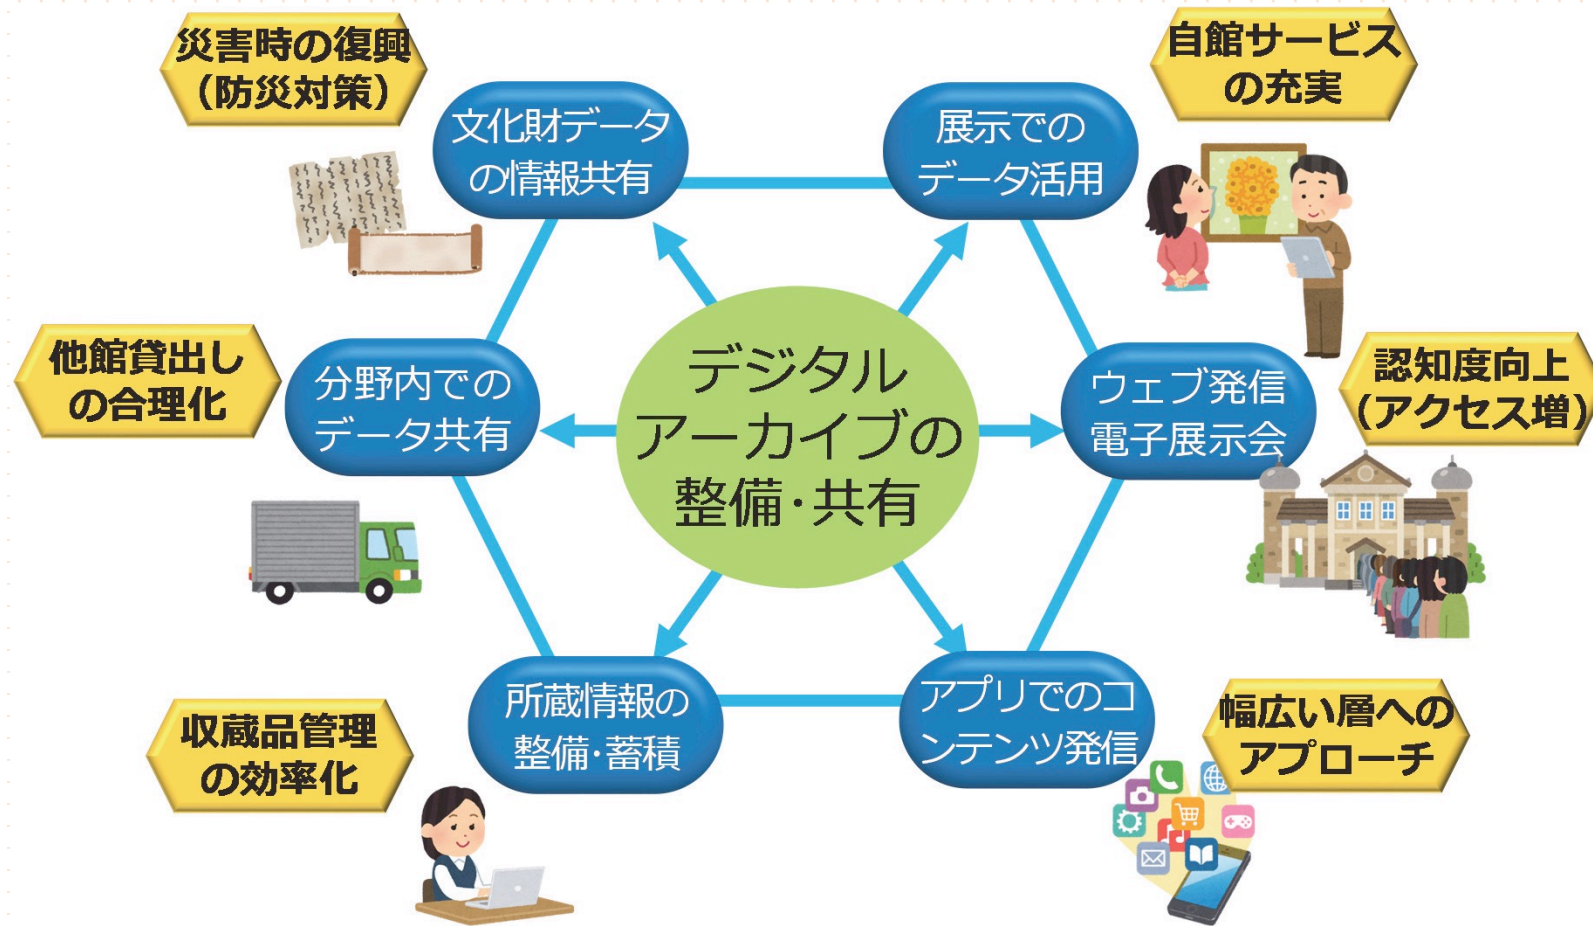 災害時の復興
（防災対策）
自館サービス
の充実
文化財データ
の情報共有
展示での
データ活用
他館貸出し
の合理化
分野内での
データ共有
デジタル
アーカイブの
整備・共有
ウェブ発信
電子展示会
認知度向上
（アクセス増）
収蔵品管理
の効率化
所蔵情報の
整備・蓄積
アプリでのコ
ンテンツ発信
幅広い層への
アプローチ